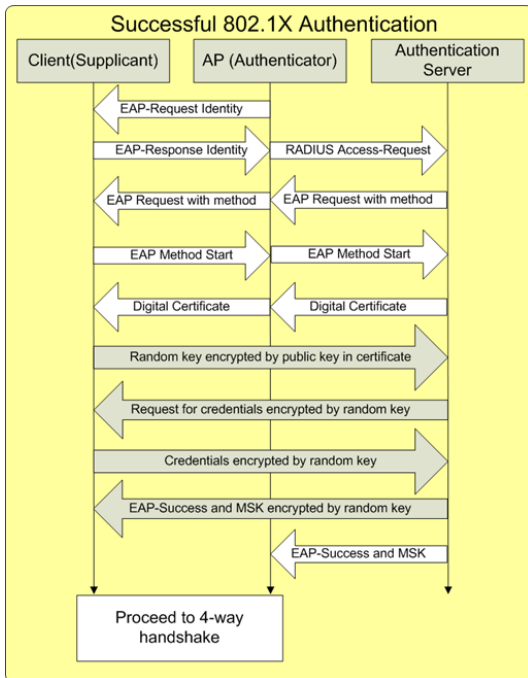 Successful 802.1X Authentication
Client(Supplicant)
AP (Authenticator)
Authentication
Server
EAP-Request Identity
EAP-Response Identity
RADIUS Access-Request
EAP Request with method
EAP Request with method
EAP Method Start
EAP Method Start
Digital Certificate
Digital Certificate
Random key encrypted by public key in certificate
Request for credentials encrypted by random key
Credentials encrypted by random key
EAP-Success and MSK encrypted by random key
EAP-Success and MSK
Proceed to 4-way
handshake